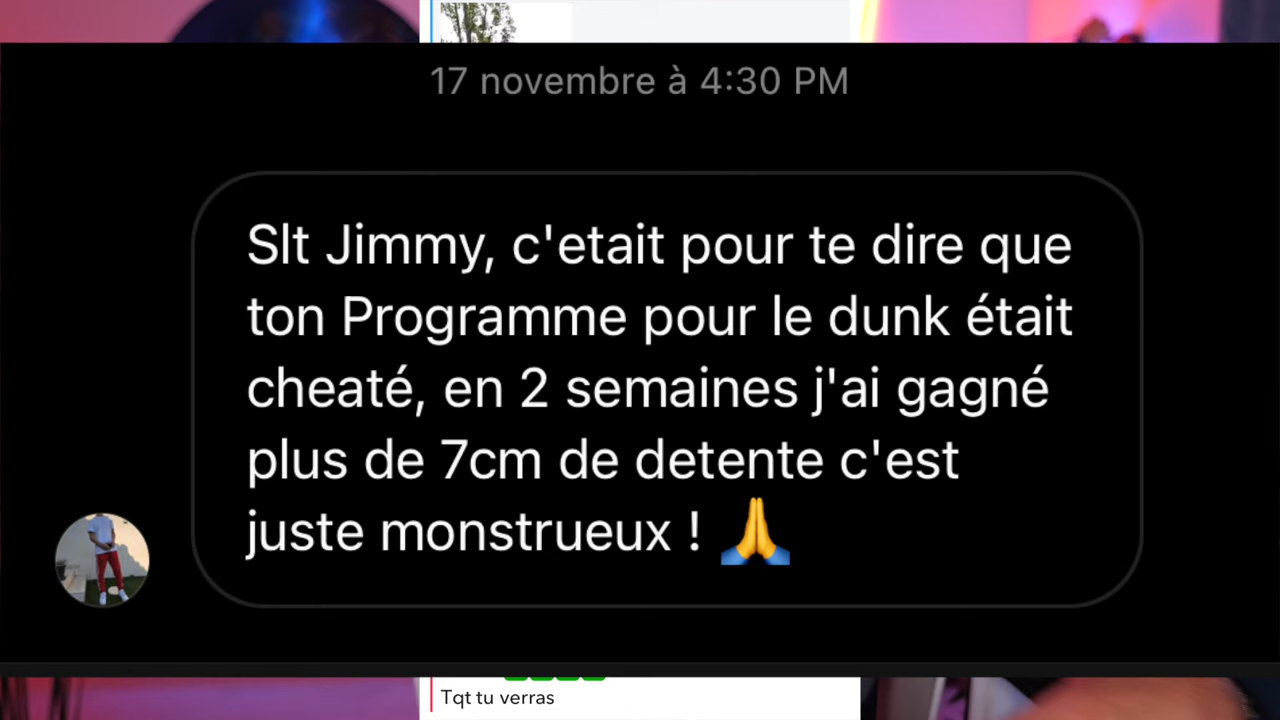 17 novembre à 4:30 PM
Slt Jimmy, c'etait pour te dire que
ton Programme pour le dunk était
cheaté, en 2 semaines j'ai gagné
plus de 7cm de detente c'est
juste monstrueux ! 🙏
Tqt tu verras